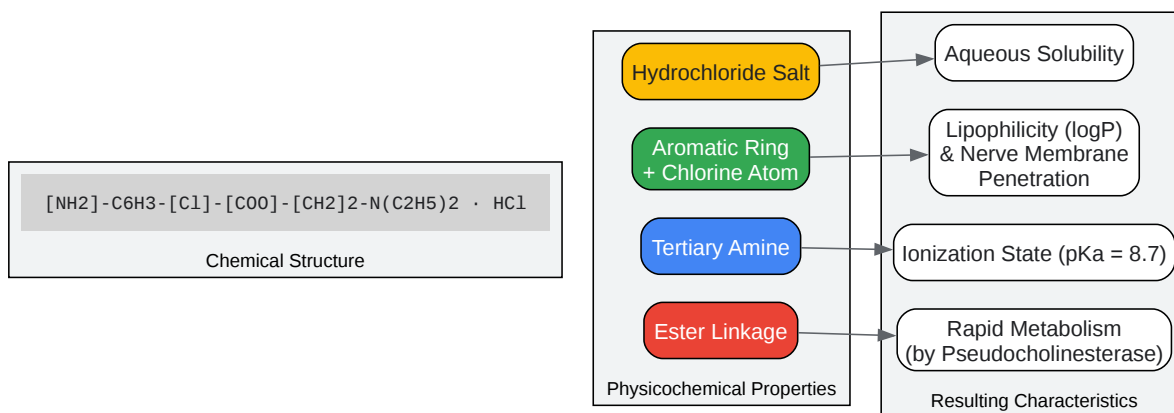 [NH2]-C6H3-[Cl]-[COO]-[CH2]2-N(C2H5)2 · HCl
Chemical Structure
Hydrochloride Salt
Aromatic Ring
+ Chlorine Atom
Tertiary Amine
Ester Linkage
Physicochemical Properties
Aqueous Solubility
Lipophilicity (logP)
& Nerve Membrane
Penetration
Ionization State (pKa = 8.7)
Rapid Metabolism
(by Pseudocholinesterase)
Resulting Characteristics